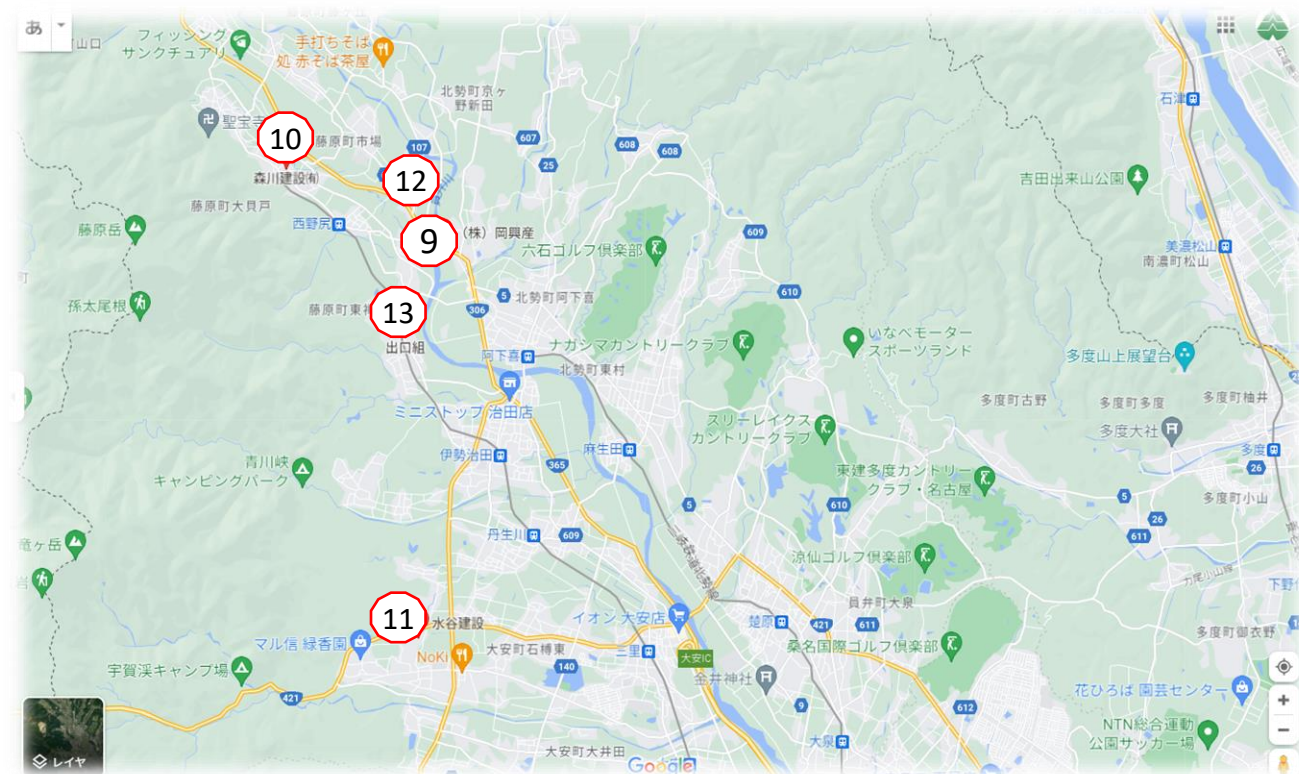 あ
山口
フィッシング
サンクチュアリ
手打ちそば
処 赤そば茶屋
北勢町京ヶ
野新田
石津
聖宝寺
10
藤原町市場
107
607
608
608
25
森川建設㈲
12
吉田出来山公園
藤原町大貝戸
西野尻
藤原岳
9
（株）岡興産
六石ゴルフ倶楽部
609
美濃松山
南濃町松山
孫太尾根
藤原町東
13
306
5
北勢町阿下喜
610
出口組
阿下喜
ナガシマカントリークラブ
いなべモーター
スポーツランド
多度山上展望台
北勢町東村
ミニストップ 治田店
多度町古野
多度町多度
多度町柚井
スリーレイクス
カントリークラブ
多度大社
伊勢治田
麻生田
多度
26
青川峡
キャンピングパーク
365
東建多度カントリー
クラブ・名古屋
5
610
5
多度町小山
26
611
竜ヶ岳
丹生川
609
三岐鉄道北勢線
涼仙ゴルフ倶楽部
下野
員弁町大泉
11
水谷建設
マル信 緑香園
NoKi
大安町石榑東
イオン 大安店
三里
楚原
421
611
桑名国際ゴルフ倶楽部
多度町御衣野
宇賀渓キャンプ場
140
大安IC
金井神社
421
9
612
花ひろば 園芸センター
NTN総合運動
公園サッカー場
レイヤ
大安町大井田
Google
大泉